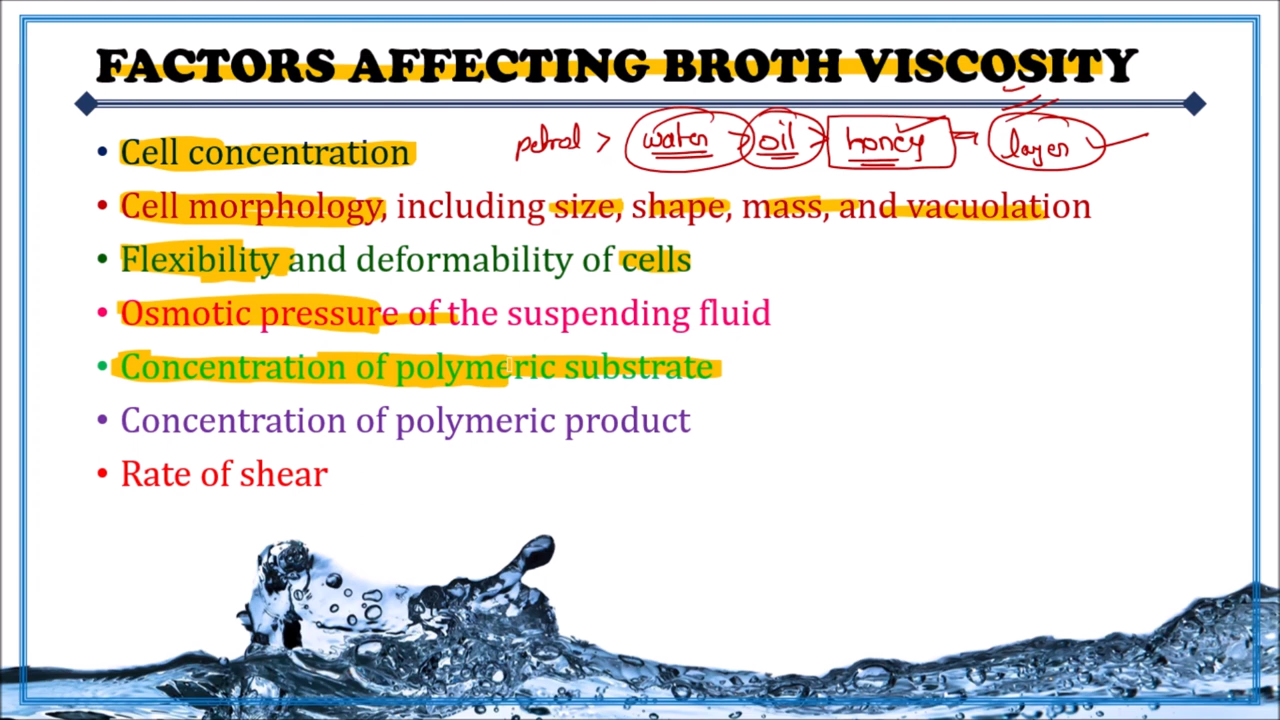 FACTORS AFFECTING BROTH VISCOSITY
petrol > water > oil > honey → layer
• Cell concentration
• Cell morphology, including size, shape, mass, and vacuolation
• Flexibility and deformability of cells
• Osmotic pressure of the suspending fluid
• Concentration of polymeric substrate
• Concentration of polymeric product
• Rate of shear